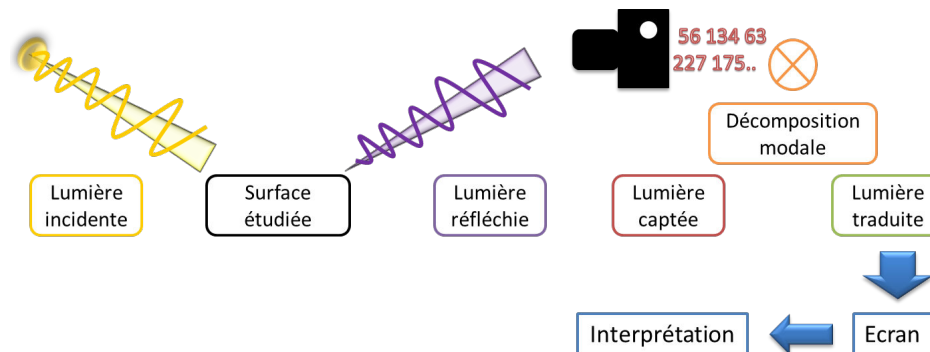 56 134 63
227 175..
Décomposition
modale
Lumière
incidente
Surface
étudiée
Lumière
réfléchie
Lumière
captée
Lumière
traduite
Interprétation
Ecran